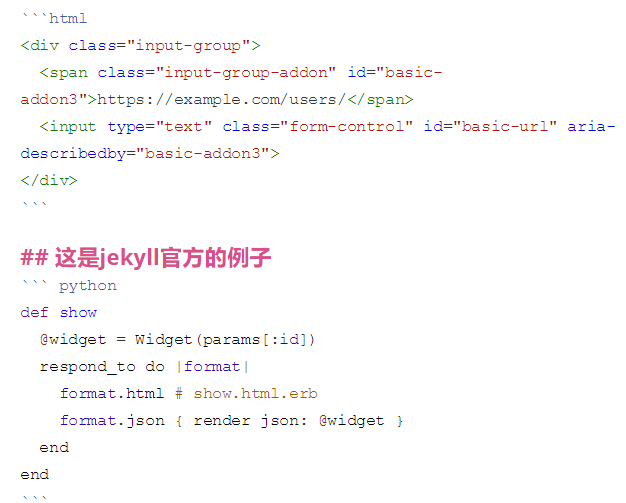 ```html
<div class="input-group">
  <span class="input-group-addon" id="basic-
addon3">https://example.com/users/</span>
  <input type="text" class="form-control" id="basic-url" aria-
describedby="basic-addon3">
</div>
```
## 这是jekyll官方的例子
``` python
def show
  @widget = Widget(params[:id])
  respond_to do |format|
    format.html # show.html.erb
    format.json { render json: @widget }
  end
end
```